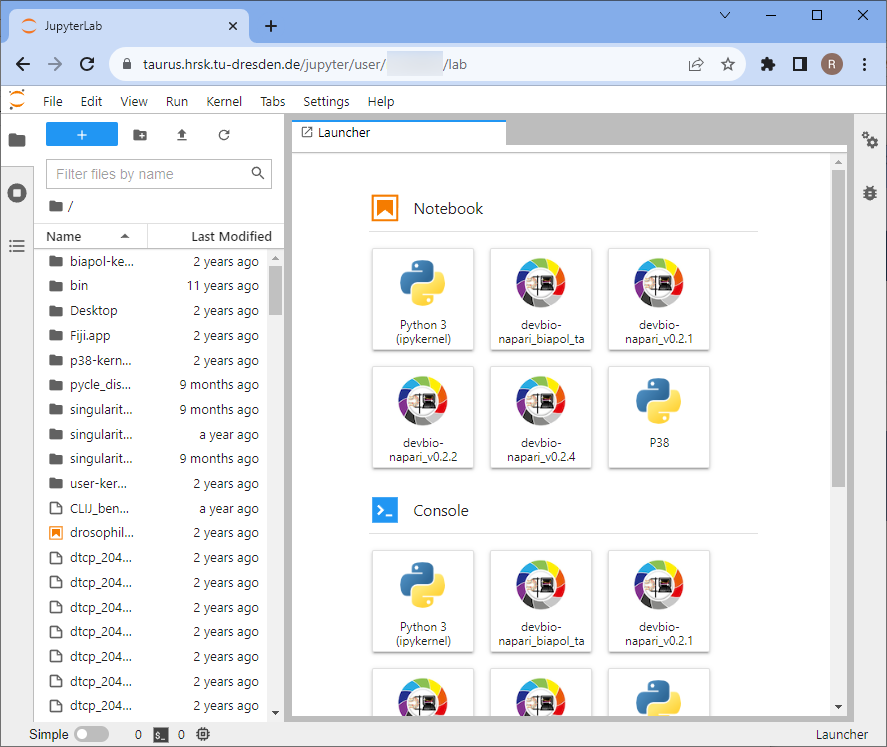 JupyterLab
taurus.hrsk.tu-dresden.de/jupyter/user/ /lab
R
File Edit View Run Kernel Tabs Settings Help
Launcher
Filter files by name
/
Name Last Modified
biapol-ke... 2 years ago
bin 11 years ago
Desktop 2 years ago
Fiji.app 2 years ago
p38-kern... 2 years ago
pycle_dis... 9 months ago
singularit... 9 months ago
singularit... a year ago
singularit... 9 months ago
user-ker... 2 years ago
CLIJ_ben... a year ago
drosophil... 2 years ago
dtcp_204... 2 years ago
dtcp_204... 2 years ago
dtcp_204... 2 years ago
dtcp_204... 2 years ago
dtcp_204... 2 years ago
dtcp_204... 2 years ago
dtcp_204... 2 years ago
Notebook
Python 3
(ipykernel)
devbio-
napari_biapol_ta
devbio-
napari_v0.2.1
devbio-
napari_v0.2.2
devbio-
napari_v0.2.4
P38
Console
Python 3
(ipykernel)
devbio-
napari_biapol_ta
devbio-
napari_v0.2.1
Simple 0 $_ 0 Launcher